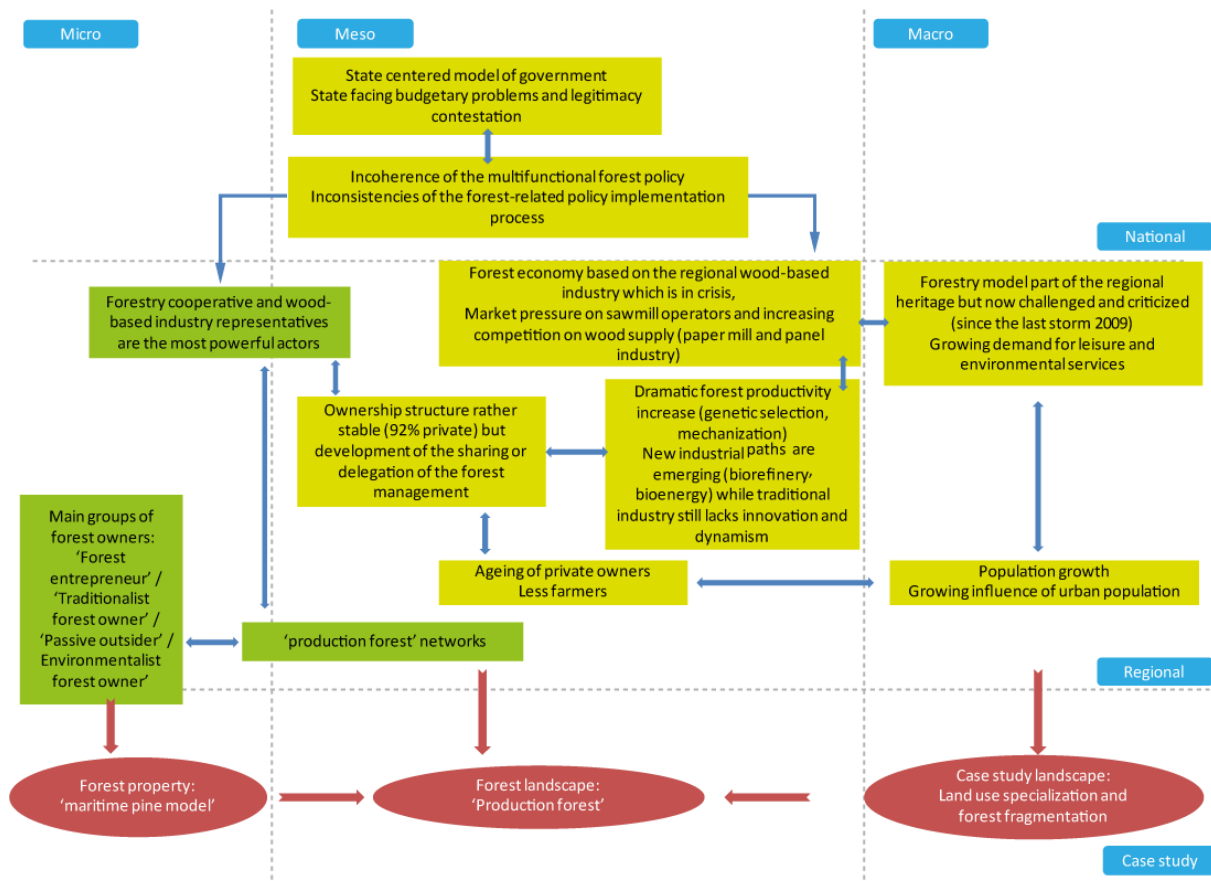 Micro
Meso
Macro
State centered model of government
State facing budgetary problems and legitimacy
contestation
Incoherence of the multifunctional forest policy
Inconsistencies of the forest-related policy implementation
process
National
Forestry cooperative and wood-
based industry representatives
are the most powerful actors
Forest economy based on the regional wood-based
industry which is in crisis,
Market pressure on sawmill operators and increasing
competition on wood supply (paper mill and panel
industry)
Forestry model part of the regional
heritage but now challenged and criticized
(since the last storm 2009)
Growing demand for leisure and
environmental services
Ownership structure rather
stable (92% private) but
development of the sharing or
delegation of the forest
management
Dramatic forest productivity
increase (genetic selection,
mechanization)
New industrial paths are
emerging (biorefinery,
bioenergy) while traditional
industry still lacks innovation and
dynamism
Main groups of
forest owners:
‘Forest
entrepreneur’ /
‘Traditionalist
forest owner’ /
‘Passive outsider’ /
Environmentalist
forest owner’
Ageing of private owners
Less farmers
Population growth
Growing influence of urban population
‘production forest’ networks
Regional
Forest property:
‘maritime pine model’
Forest landscape:
‘Production forest’
Case study landscape:
Land use specialization and
forest fragmentation
Case study